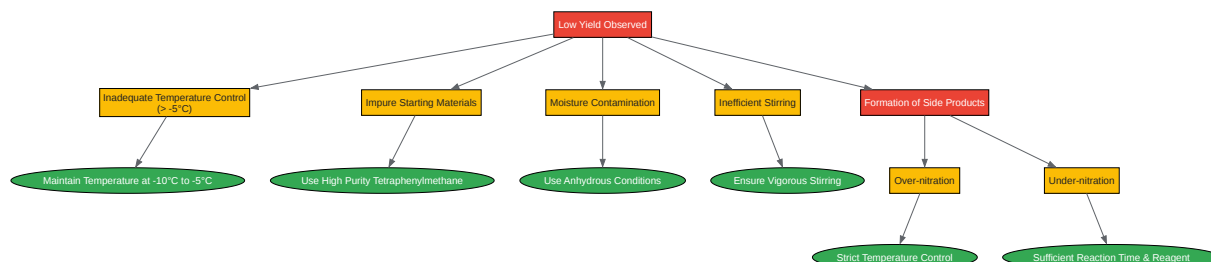 Low Yield Observed
Inadequate Temperature Control
(> -5°C)
Impure Starting Materials
Moisture Contamination
Inefficient Stirring
Formation of Side Products
Maintain Temperature at -10°C to -5°C
Use High Purity Tetraphenylmethane
Use Anhydrous Conditions
Ensure Vigorous Stirring
Over-nitration
Under-nitration
Strict Temperature Control
Sufficient Reaction Time & Reagent